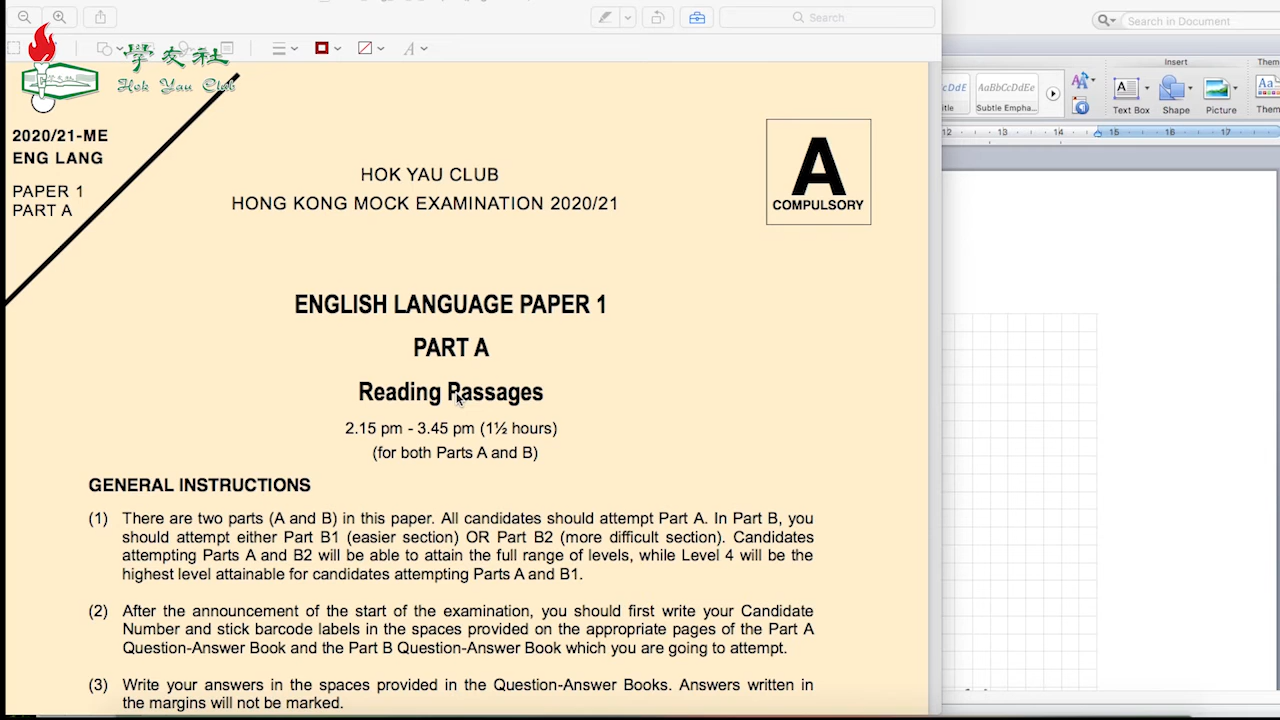 Search
Search in Document
學友社
Hok Yau Club
Insert
Text Box
Shape
Picture
AaBbCcDdEe
Subtle Empha...
12 13 14 15 16 17
2020/21-ME
ENG LANG
PAPER 1
PART A
HOK YAU CLUB
HONG KONG MOCK EXAMINATION 2020/21
A
COMPULSORY
ENGLISH LANGUAGE PAPER 1
PART A
Reading Passages
2.15 pm - 3.45 pm (1½ hours)
(for both Parts A and B)
GENERAL INSTRUCTIONS
(1) There are two parts (A and B) in this paper. All candidates should attempt Part A. In Part B, you
should attempt either Part B1 (easier section) OR Part B2 (more difficult section). Candidates
attempting Parts A and B2 will be able to attain the full range of levels, while Level 4 will be the
highest level attainable for candidates attempting Parts A and B1.
(2) After the announcement of the start of the examination, you should first write your Candidate
Number and stick barcode labels in the spaces provided on the appropriate pages of the Part A
Question-Answer Book and the Part B Question-Answer Book which you are going to attempt.
(3) Write your answers in the spaces provided in the Question-Answer Books. Answers written in
the margins will not be marked.